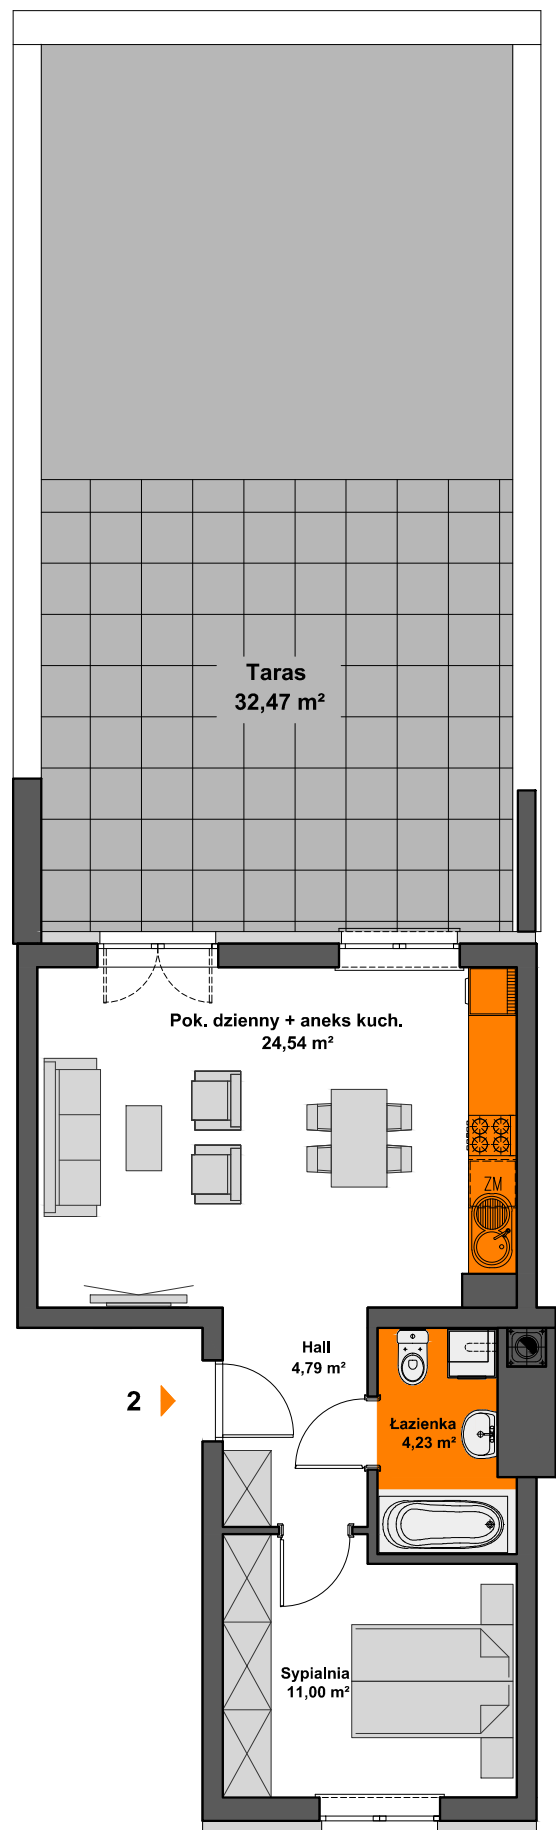 Taras
32,47 m²
Pok. dzienny + aneks kuch.
24,54 m²
ZM
Hall
4,79 m²
2
Łazienka
4,23 m²
Sypialnia
11,00 m²